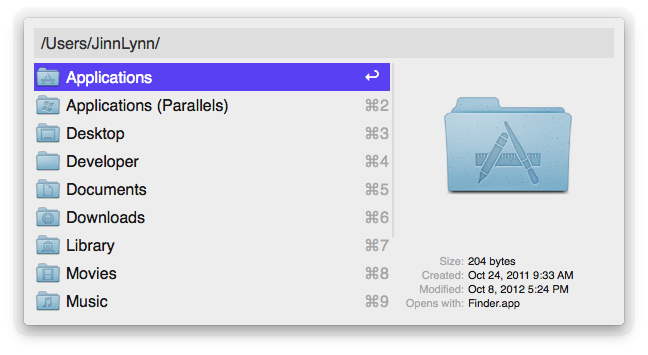 /Users/JinnLynn/
Applications ↩
Applications (Parallels) ⌘2
Desktop ⌘3
Developer ⌘4
Documents ⌘5
Downloads ⌘6
Library ⌘7
Movies ⌘8
Music ⌘9
Size: 204 bytes
Created: Oct 24, 2011 9:33 AM
Modified: Oct 8, 2012 5:24 PM
Opens with: Finder.app